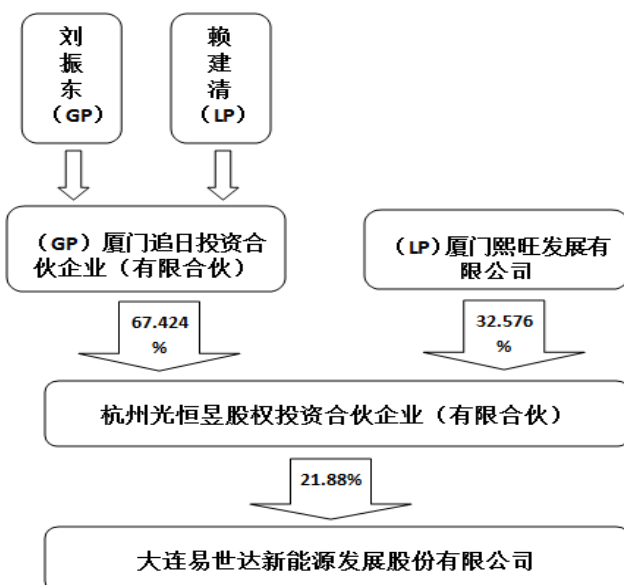 刘振东（GP）
赖建清（LP）
（GP）厦门追日投资合
伙企业（有限合伙）
（LP）厦门熙旺发展有
限公司
67.424
%
32.576
%
杭州光恒昱股权投资合伙企业（有限合伙）
21.88%
大连易世达新能源发展股份有限公司